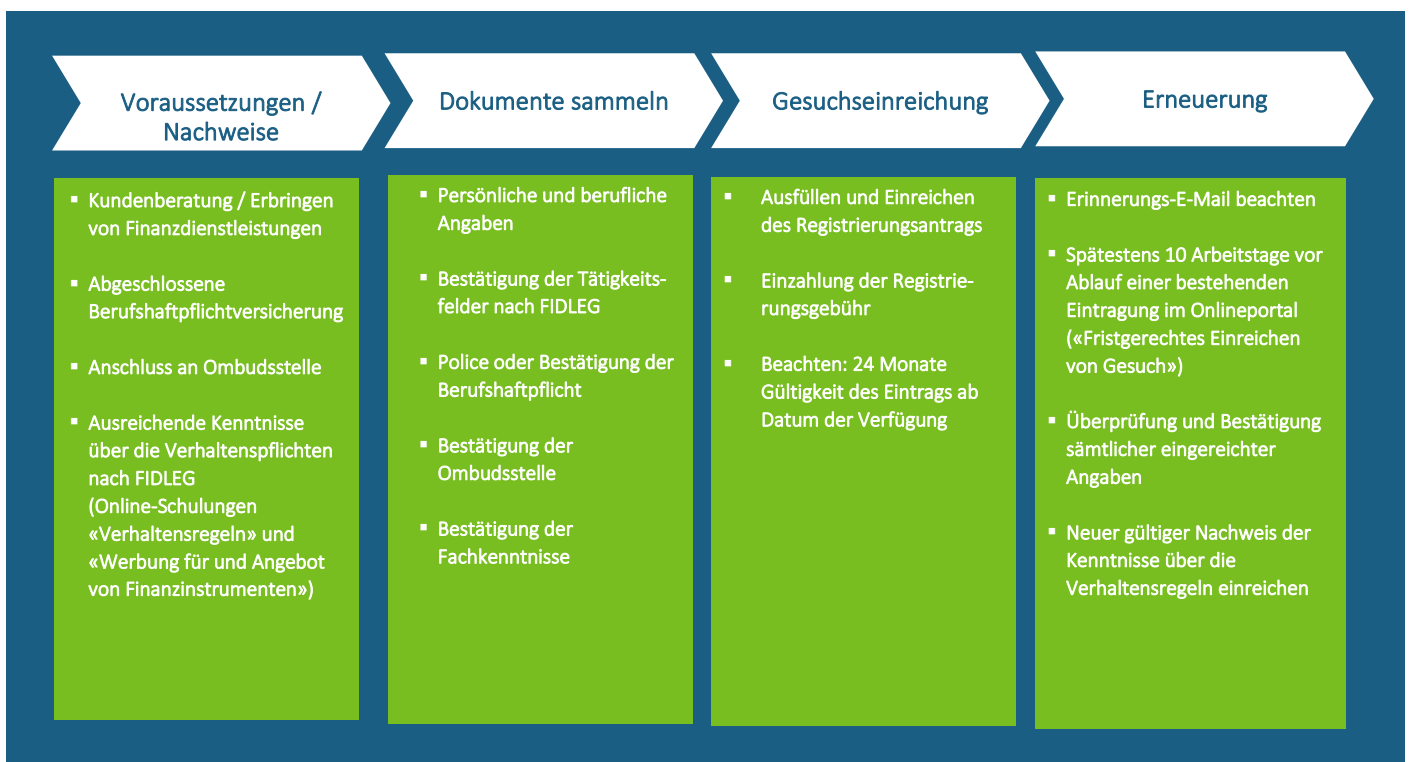 Voraussetzungen /
Nachweise
Dokumente sammeln
Gesuchseinreichung
Erneuerung
▪ Kundenberatung / Erbringen
von Finanzdienstleistungen
▪ Abgeschlossene
Berufshaftpflichtversicherung
▪ Anschluss an Ombudsstelle
▪ Ausreichende Kenntnisse
über die Verhaltenspflichten
nach FIDLEG
(Online-Schulungen
«Verhaltensregeln» und
«Werbung für und Angebot
von Finanzinstrumenten»)
▪ Persönliche und berufliche
Angaben
▪ Bestätigung der Tätigkeits-
felder nach FIDLEG
▪ Police oder Bestätigung der
Berufshaftpflicht
▪ Bestätigung der
Ombudsstelle
▪ Bestätigung der
Fachkenntnisse
▪ Ausfüllen und Einreichen
des Registrierungsantrags
▪ Einzahlung der Registrie-
rungsgebühr
▪ Beachten: 24 Monate
Gültigkeit des Eintrags ab
Datum der Verfügung
▪ Erinnerungs-E-Mail beachten
▪ Spätestens 10 Arbeitstage vor
Ablauf einer bestehenden
Eintragung im Onlineportal
(«Fristgerechtes Einreichen
von Gesuch»)
▪ Überprüfung und Bestätigung
sämtlicher eingereichter
Angaben
▪ Neuer gültiger Nachweis der
Kenntnisse über die
Verhaltensregeln einreichen